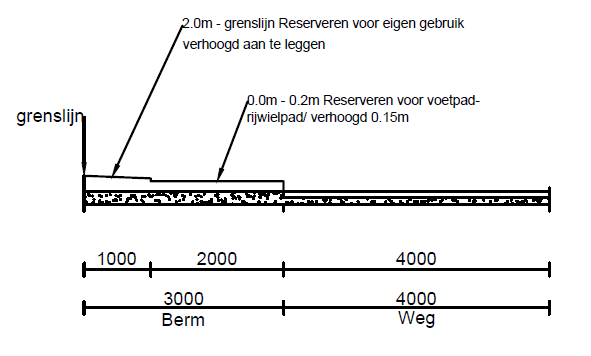 2.0m - grenslijn Reserveren voor eigen gebruik
verhoogd aan te leggen
0.0m - 0.2m Reserveren voor voetpad-
rijwielpad/ verhoogd 0.15m
grenslijn
1000 2000 4000
3000 4000
Berm Weg